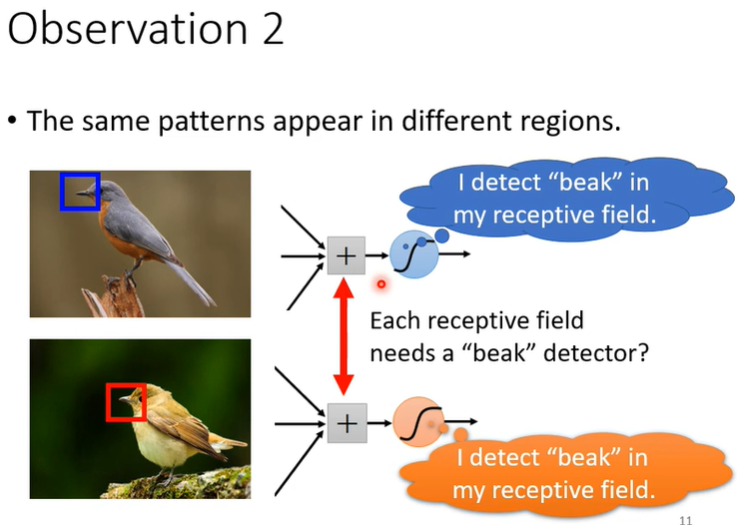 Observation 2
• The same patterns appear in different regions.
I detect “beak” in
my receptive field.
+
Each receptive field
needs a “beak” detector?
+
I detect “beak” in
my receptive field.
11